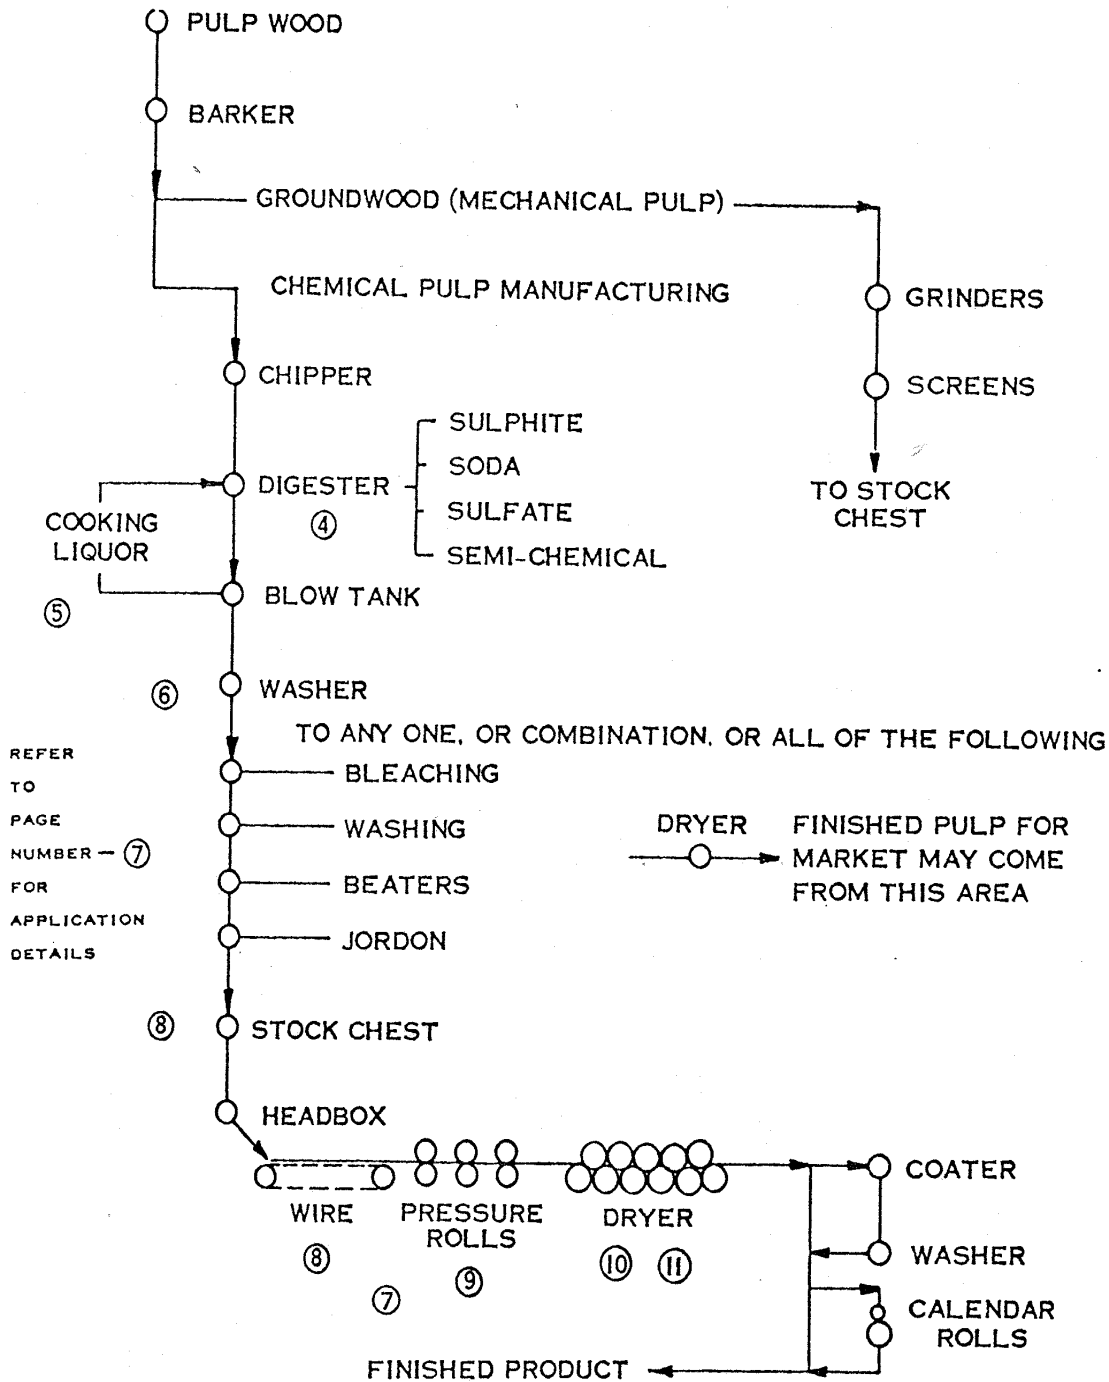 PULP WOOD
BARKER
GROUNDWOOD (MECHANICAL PULP)
CHEMICAL PULP MANUFACTURING
GRINDERS
CHIPPER
SCREENS
SULPHITE
SODA
DIGESTER
④
SULFATE
SEMI-CHEMICAL
TO STOCK
CHEST
COOKING
LIQUOR
⑤
BLOW TANK
⑥
WASHER
TO ANY ONE, OR COMBINATION, OR ALL OF THE FOLLOWING
BLEACHING
WASHING
BEATERS
JORDON
REFER
TO
PAGE
NUMBER – ⑦
FOR
APPLICATION
DETAILS
DRYER
FINISHED PULP FOR
MARKET MAY COME
FROM THIS AREA
⑧
STOCK CHEST
HEADBOX
WIRE
⑧
PRESSURE
ROLLS
⑨
⑦
DRYER
⑩ ⑪
COATER
WASHER
CALENDAR
ROLLS
FINISHED PRODUCT